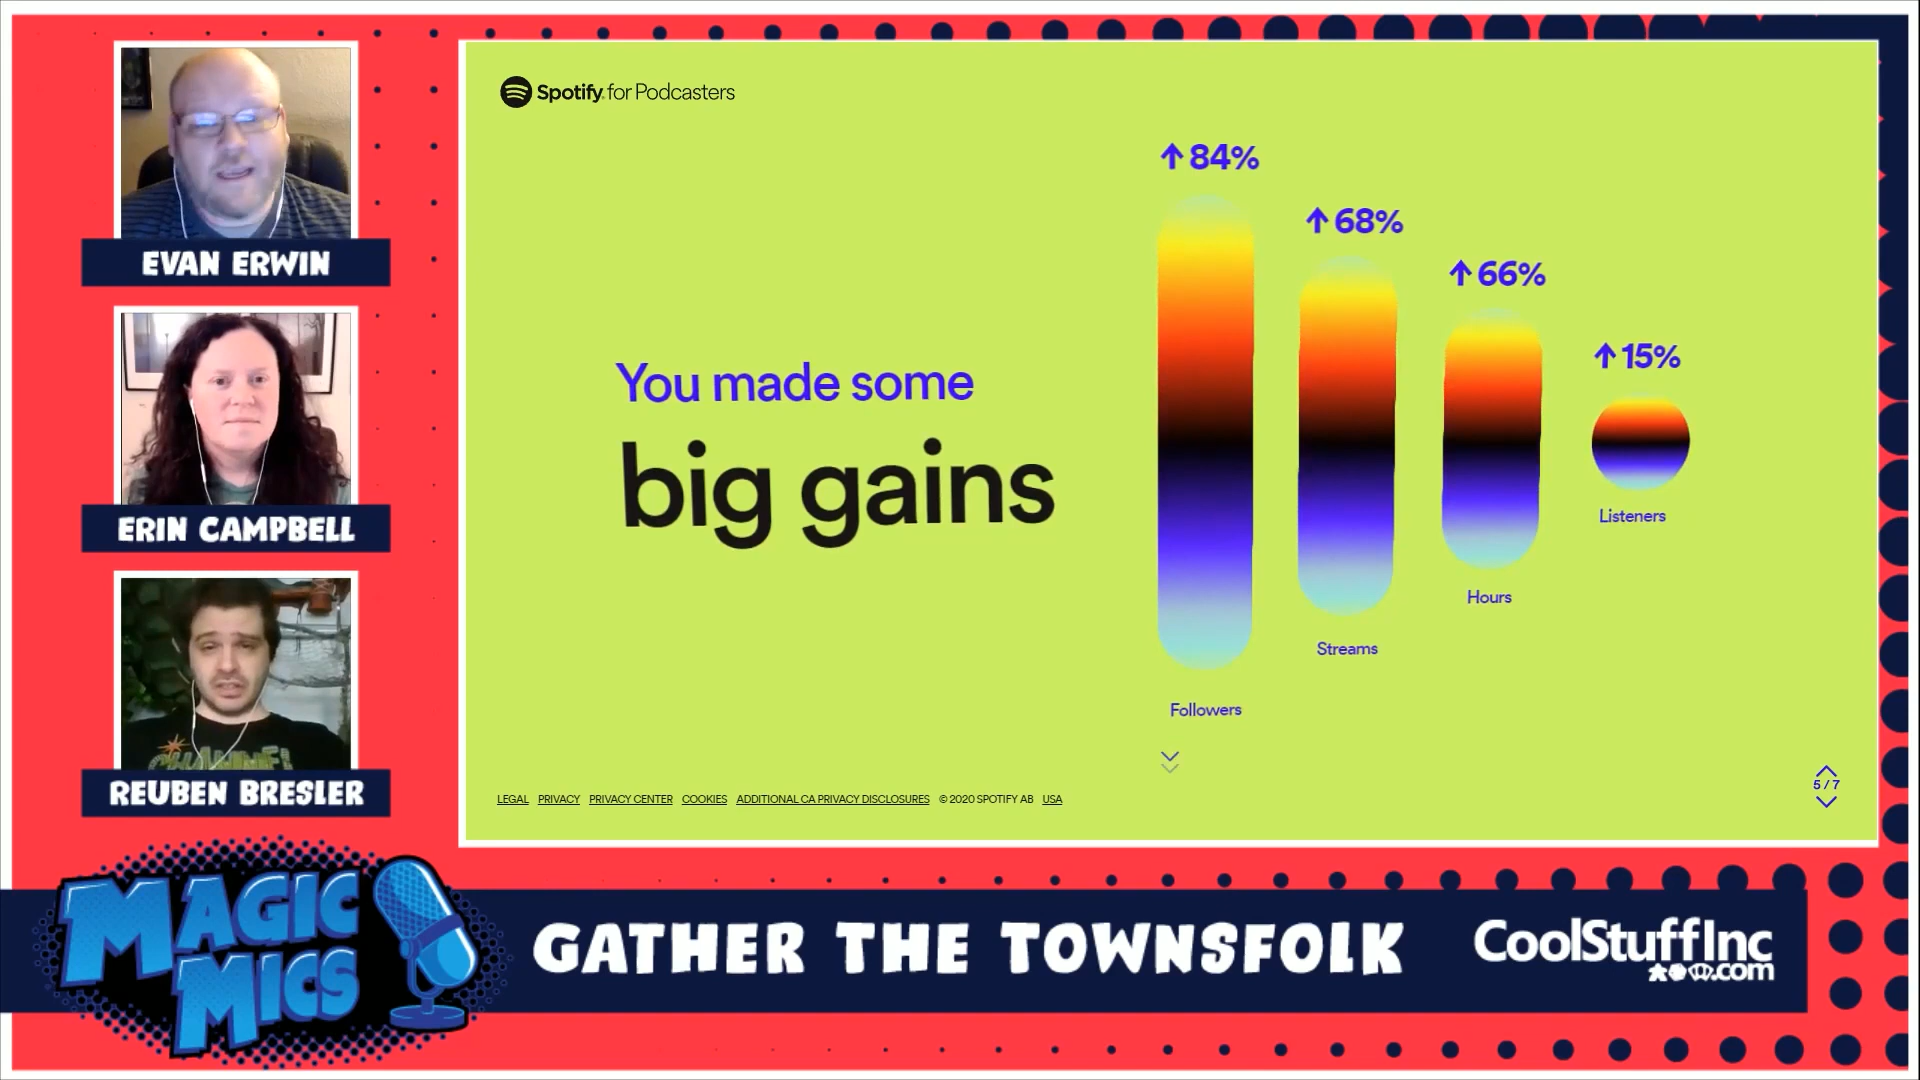 EVAN ERWIN
ERIN CAMPBELL
REUBEN BRESLER
Spotify for Podcasters
You made some
big gains
↑84%
Followers
↑68%
Streams
↑66%
Hours
↑15%
Listeners
LEGAL PRIVACY PRIVACY CENTER COOKIES ADDITIONAL CA PRIVACY DISCLOSURES © 2020 SPOTIFY AB USA
5 / 7
MAGIC
MICS
GATHER THE TOWNSFOLK
CoolStuffInc
.com